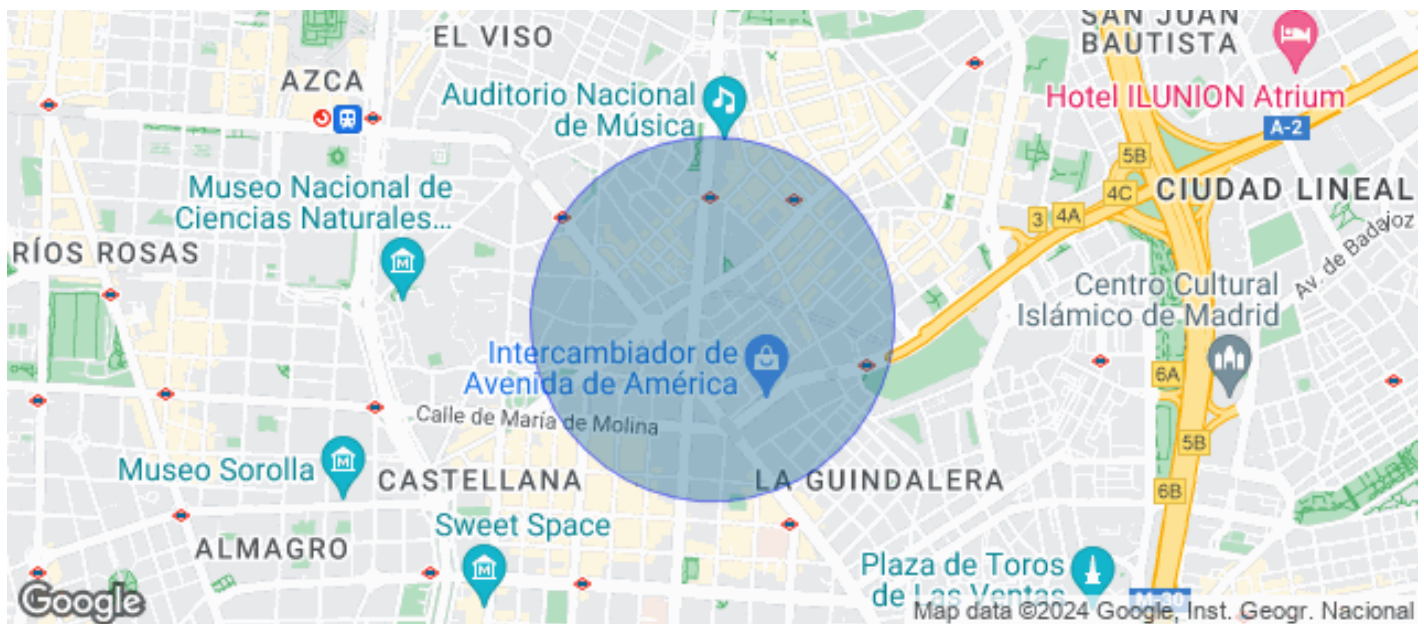 EL VISO
SAN JUAN
BAUTISTA
AZCA
Auditorio Nacional
de Música
Hotel ILUNION Atrium
A-2
5B
4C
CIUDAD LINEAL
Museo Nacional de
Ciencias Naturales...
3
4A
Av. de Badajoz
RÍOS ROSAS
Centro Cultural
Islámico de Madrid
Intercambiador de
Avenida de América
6A
Calle de María de Molina
5B
Museo Sorolla
CASTELLANA
LA GUINDALERA
6B
Sweet Space
ALMAGRO
Plaza de Toros
de Las Ventas
M-30
Google
Map data ©2024 Google, Inst. Geogr. Nacional